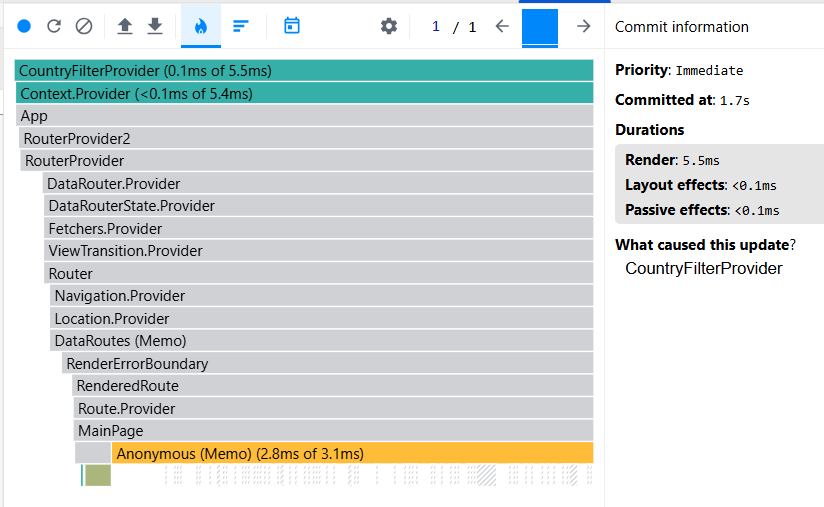 1 / 1
Commit information
CountryFilterProvider (0.1ms of 5.5ms)
Context.Provider (<0.1ms of 5.4ms)
App
RouterProvider2
RouterProvider
DataRouter.Provider
DataRouterState.Provider
Fetchers.Provider
ViewTransition.Provider
Router
Navigation.Provider
Location.Provider
DataRoutes (Memo)
RenderErrorBoundary
RenderedRoute
Route.Provider
MainPage
Anonymous (Memo) (2.8ms of 3.1ms)
Priority: Immediate
Committed at: 1.7s
Durations
Render: 5.5ms
Layout effects: <0.1ms
Passive effects: <0.1ms
What caused this update?
CountryFilterProvider